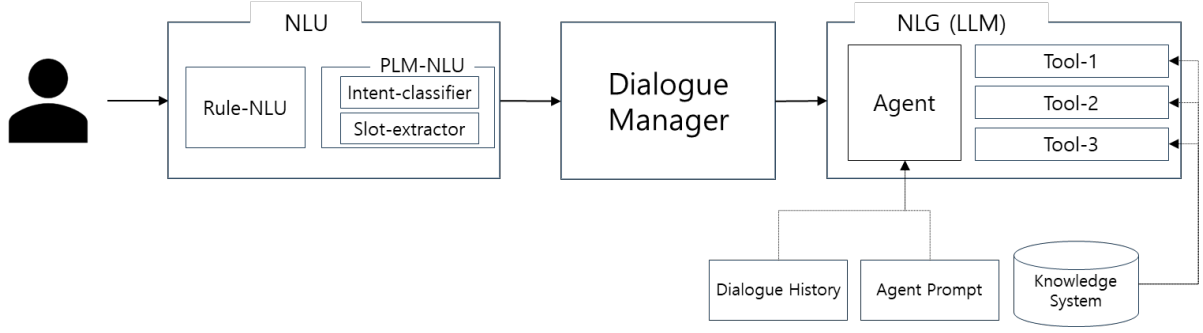 NLU
Rule-NLU
PLM-NLU
Intent-classifier
Slot-extractor
Dialogue
Manager
NLG (LLM)
Agent
Tool-1
Tool-2
Tool-3
Dialogue History
Agent Prompt
Knowledge
System